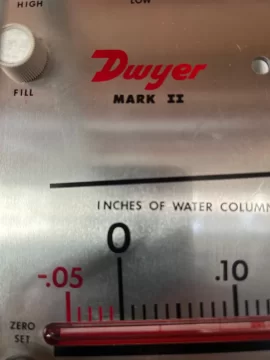 HIGH
LOW
Dwyer
MARK II
FILL
INCHES OF WATER COLUMN
0
-.05
.10
ZERO
SET